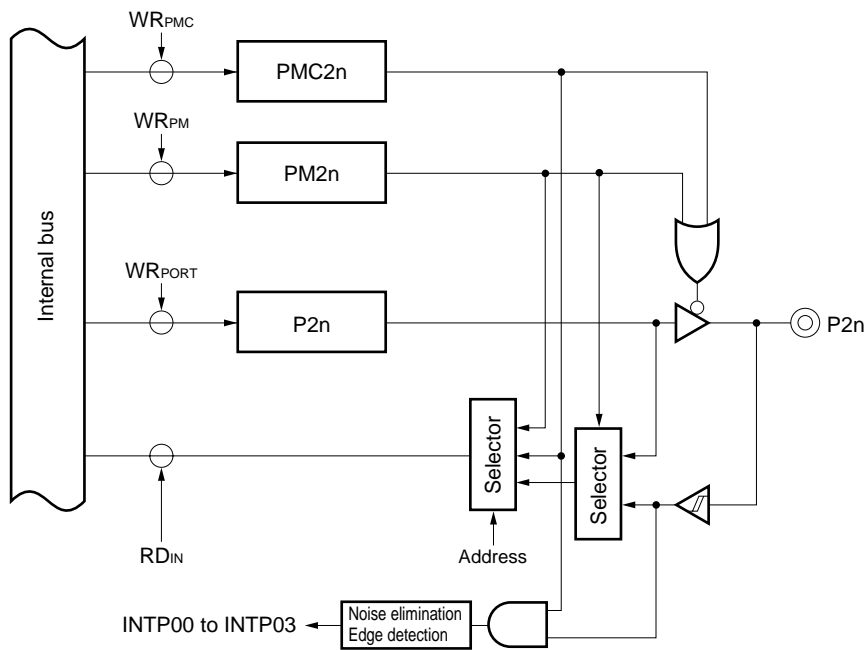 WRPMC
PMC2n
WRPM
PM2n
Internal bus
WRPORT
P2n
P2n
Selector
Selector
RDIN
Address
INTP00 to INTP03
Noise elimination
Edge detection